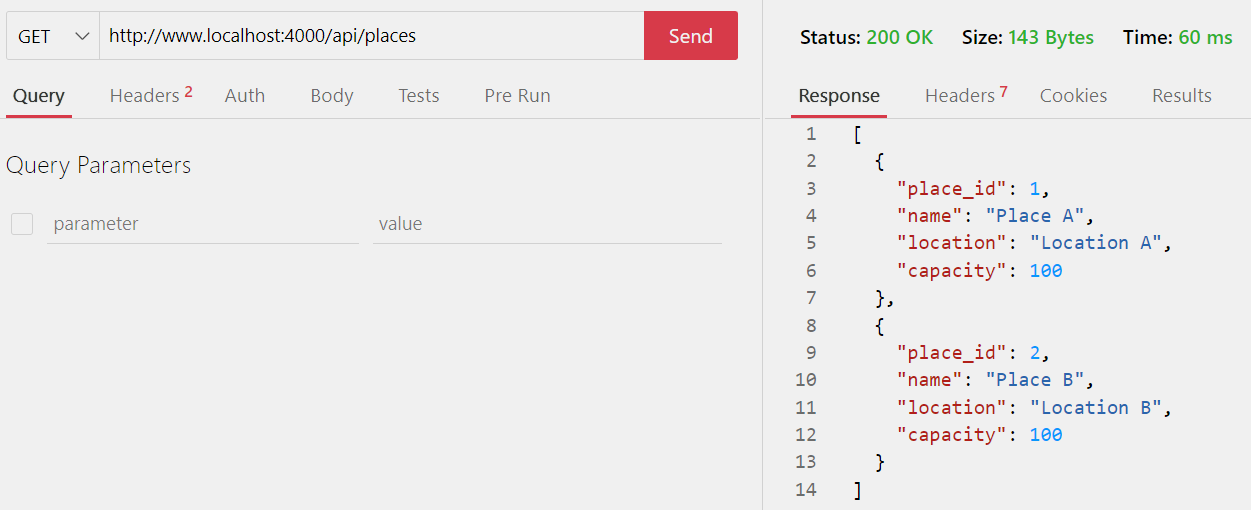 GET http://www.localhost:4000/api/places Send
Query Headers 2 Auth Body Tests Pre Run
Query Parameters
parameter value
Status: 200 OK Size: 143 Bytes Time: 60 ms
Response Headers 7 Cookies Results
1 [
2 {
3 "place_id": 1,
4 "name": "Place A",
5 "location": "Location A",
6 "capacity": 100
7 },
8 {
9 "place_id": 2,
10 "name": "Place B",
11 "location": "Location B",
12 "capacity": 100
13 }
14 ]